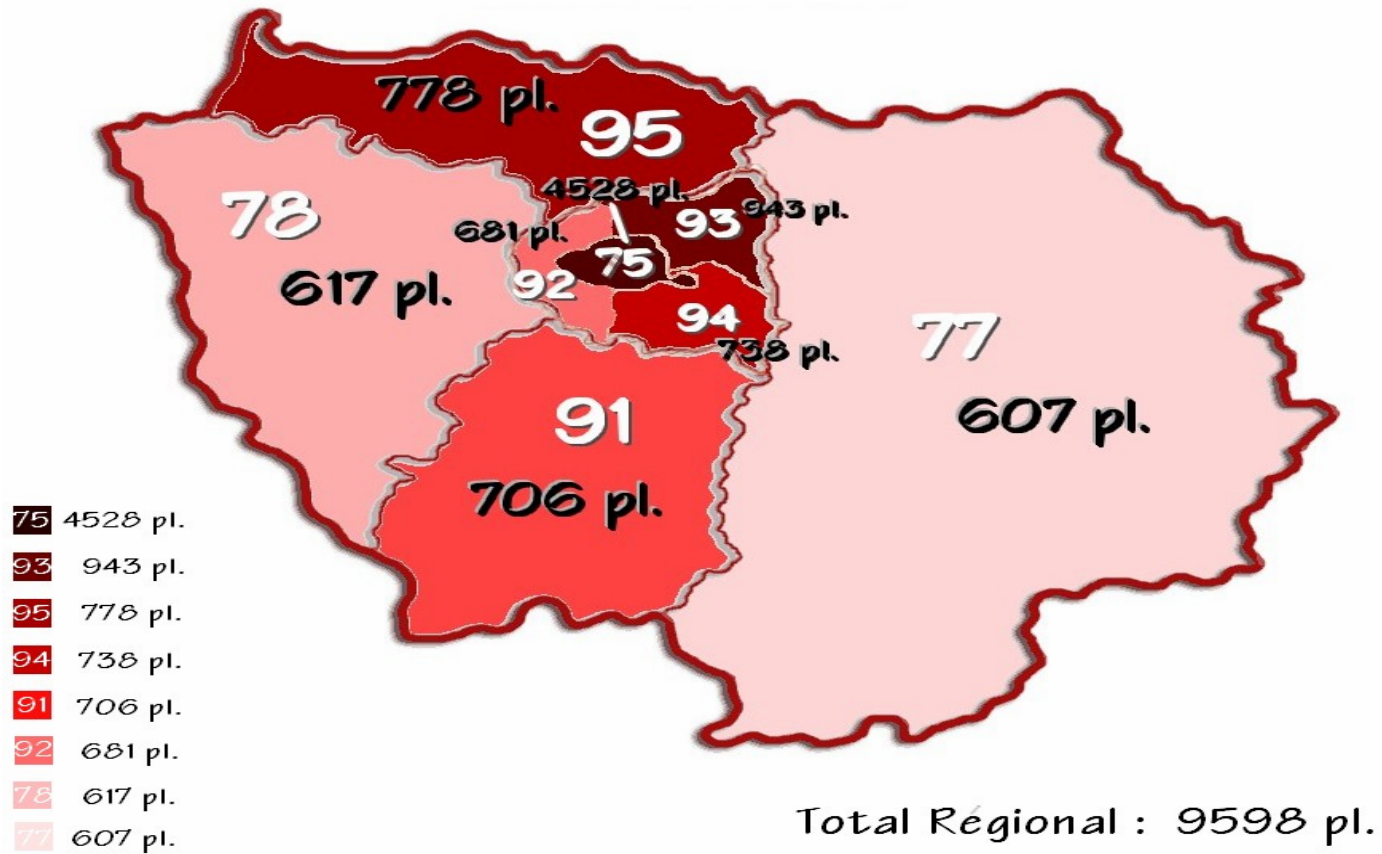 778 pl.
95
4528 pl.
78
93
943 pl.
681 pl.
75
617 pl.
92
94
77
738 pl.
91
607 pl.
706 pl.
75 4528 pl.
93 943 pl.
95 778 pl.
94 738 pl.
91 706 pl.
92 681 pl.
78 617 pl.
77 607 pl.
Total Régional : 9598 pl.